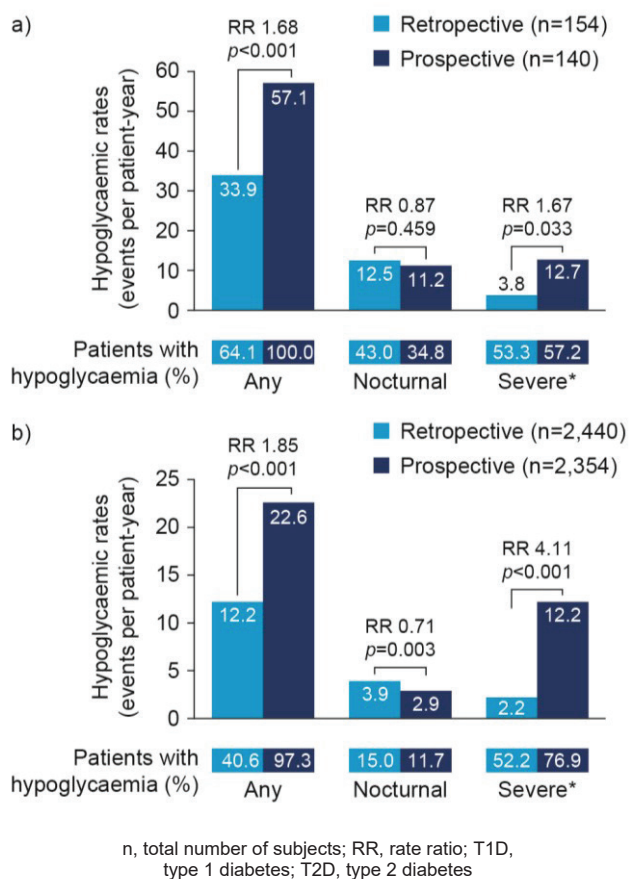 a)
Retropective (n=154)
Prospective (n=140)
Hypoglycaemic rates
(events per patient-year)
60
50
40
30
20
10
0
RR 1.68
p<0.001
33.9
57.1
RR 0.87
p=0.459
12.5
11.2
RR 1.67
p=0.033
3.8
12.7
Patients with
hypoglycaemia (%)
64.1 100.0 43.0 34.8 53.3 57.2
Any Nocturnal Severe*
b)
Retropective (n=2,440)
Prospective (n=2,354)
Hypoglycaemic rates
(events per patient-year)
25
20
15
10
5
0
RR 1.85
p<0.001
12.2
22.6
RR 0.71
p=0.003
3.9
2.9
RR 4.11
p<0.001
2.2
12.2
Patients with
hypoglycaemia (%)
40.6 97.3 15.0 11.7 52.2 76.9
Any Nocturnal Severe*
n, total number of subjects; RR, rate ratio; T1D,
type 1 diabetes; T2D, type 2 diabetes